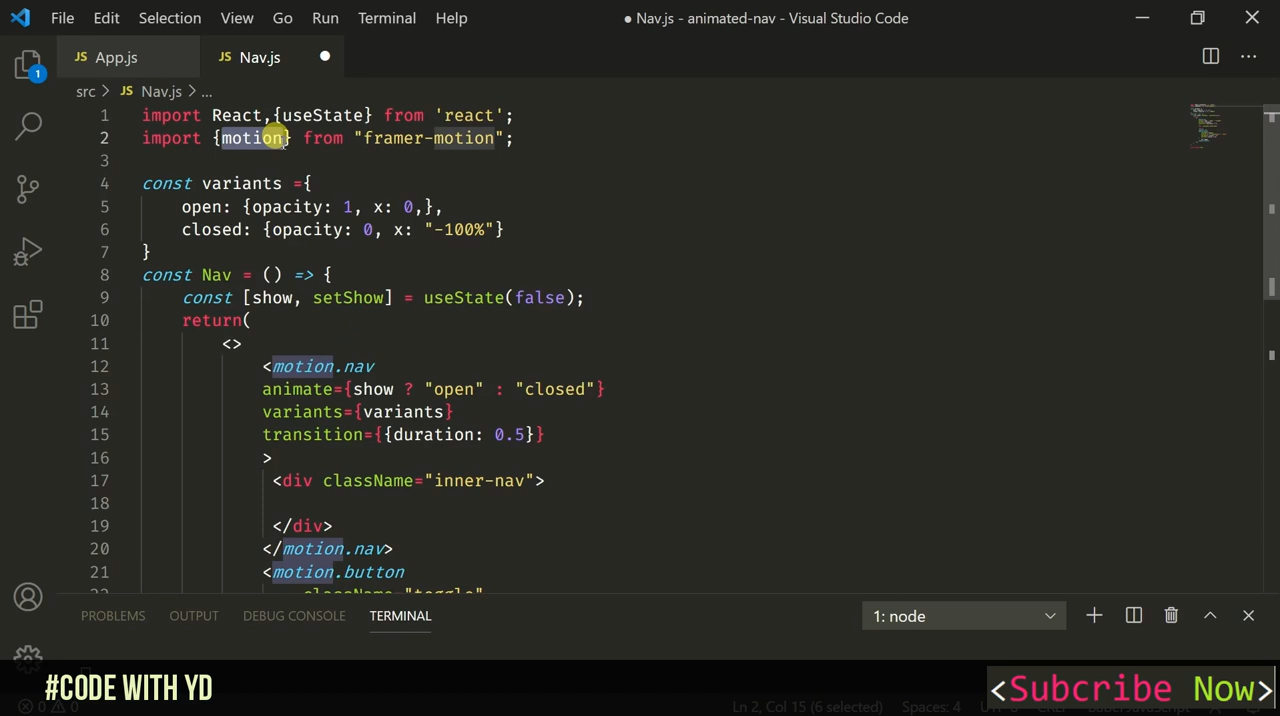 File Edit Selection View Go Run Terminal Help ● Nav.js - animated-nav - Visual Studio Code
JS App.js JS Nav.js
src > JS Nav.js > ...
1 import React,{useState} from 'react';
2 import {motion} from "framer-motion";
3
4 const variants ={
5 open: {opacity: 1, x: 0,},
6 closed: {opacity: 0, x: "-100%"}
7 }
8 const Nav = () => {
9 const [show, setShow] = useState(false);
10 return(
11 <>
12 <motion.nav
13 animate={show ? "open" : "closed"}
14 variants={variants}
15 transition={{duration: 0.5}}
16 >
17 <div className="inner-nav">
18
19 </div>
20 </motion.nav>
21 <motion.button
1
PROBLEMS OUTPUT DEBUG CONSOLE TERMINAL 1: node
#CODE WITH YD
<Subcribe Now>
0 0 Ln 2, Col 15 (6 selected) Spaces: 4